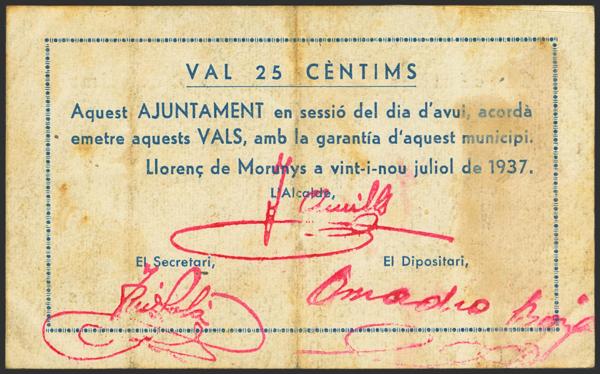 VAL 25 CÈNTIMS
Aquest AJUNTAMENT en sessió del dia d'avui, acordà
emetre aquests VALS, amb la garantía d'aquest municipi.
Llorenç de Morunys a vint-i-nou juliol de 1937.
L'Alcalde,
El Secretari,
El Dipositari,
Amadeo